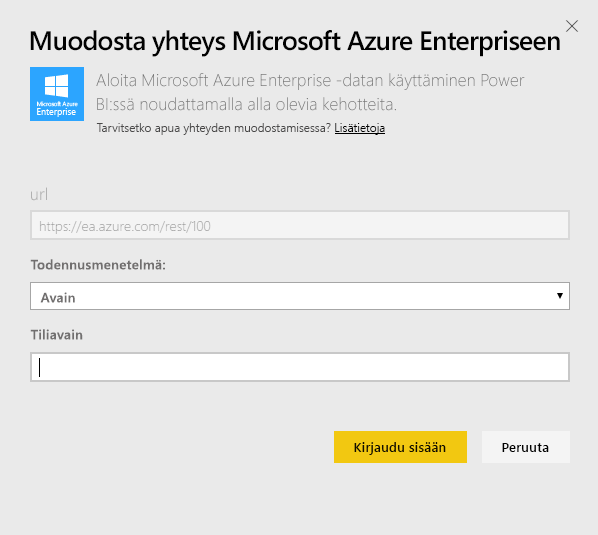 Muodosta yhteys Microsoft Azure Enterpriseen
Microsoft Azure
Enterprise
Aloita Microsoft Azure Enterprise -datan käyttäminen Power
BI:ssä noudattamalla alla olevia kehotteita.
Tarvitsetko apua yhteyden muodostamisessa? Lisätietoja
url
https://ea.azure.com/rest/100
Todennusmenetelmä:
Avain
Tiliavain
Kirjaudu sisään Peruuta